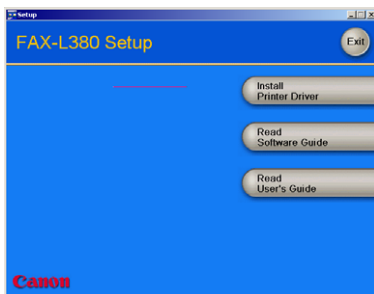 Setup
FAX-L380 Setup
Exit
Install
Printer Driver
Read
Software Guide
Read
User's Guide
Canon